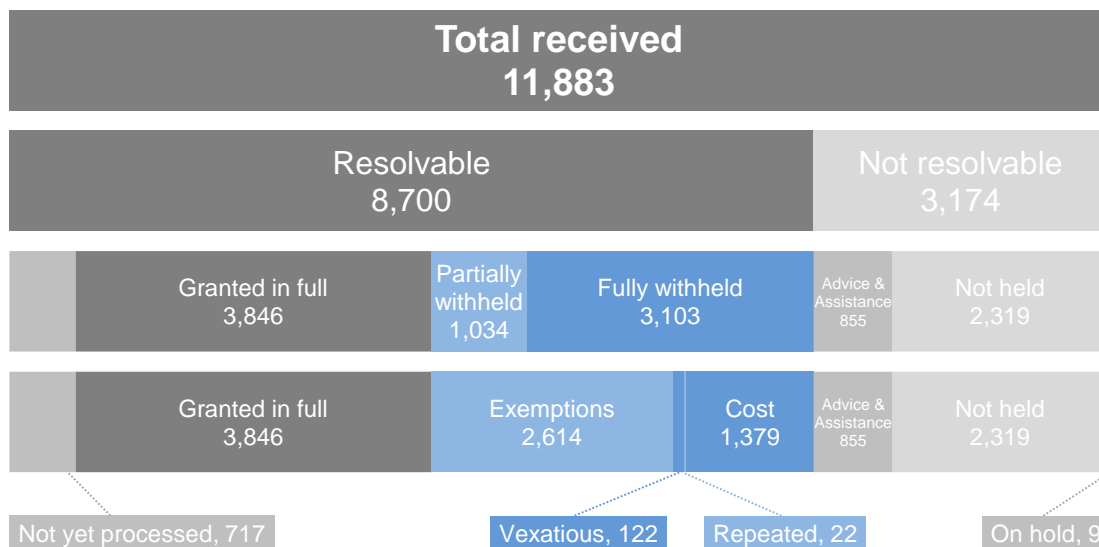 Total received
11,883
Resolvable
8,700
Not resolvable
3,174
Granted in full
3,846
Partially
withheld
1,034
Fully withheld
3,103
Advice &
Assistance
855
Not held
2,319
Granted in full
3,846
Exemptions
2,614
Cost
1,379
Advice &
Assistance
855
Not held
2,319
Not yet processed, 717
Vexatious, 122
Repeated, 22
On hold, 9